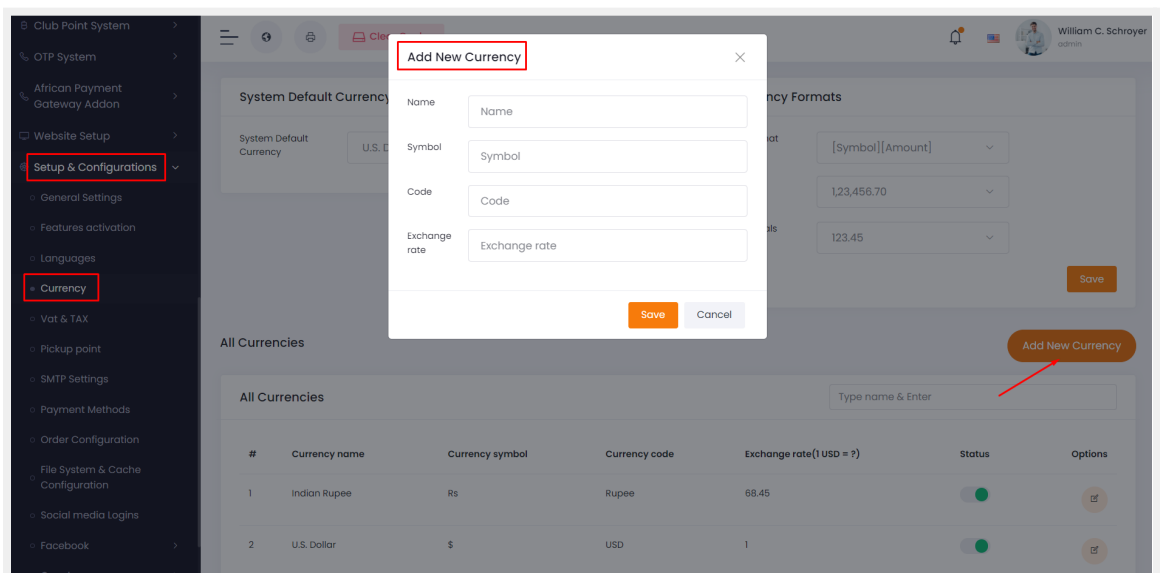 Club Point System
OTP System
African Payment
Gateway Addon
Website Setup
Setup & Configurations
General Settings
Features activation
Languages
Currency
Vat & TAX
Pickup point
SMTP Settings
Payment Methods
Order Configuration
File System & Cache
Configuration
Social media Logins
Facebook
William C. Schroyer
admin
Add New Currency
Name
Name
Symbol
Symbol
Code
Code
Exchange
rate
Exchange rate
Save Cancel
System Default Currency
System Default
Currency
U.S.
Formats
[Symbol][Amount]
1,23,456.70
123.45
Save
All Currencies
Add New Currency
All Currencies
Type name & Enter
# Currency name Currency symbol Currency code Exchange rate(1 USD = ?) Status Options
1 Indian Rupee Rs Rupee 68.45
2 U.S. Dollar $ USD 1